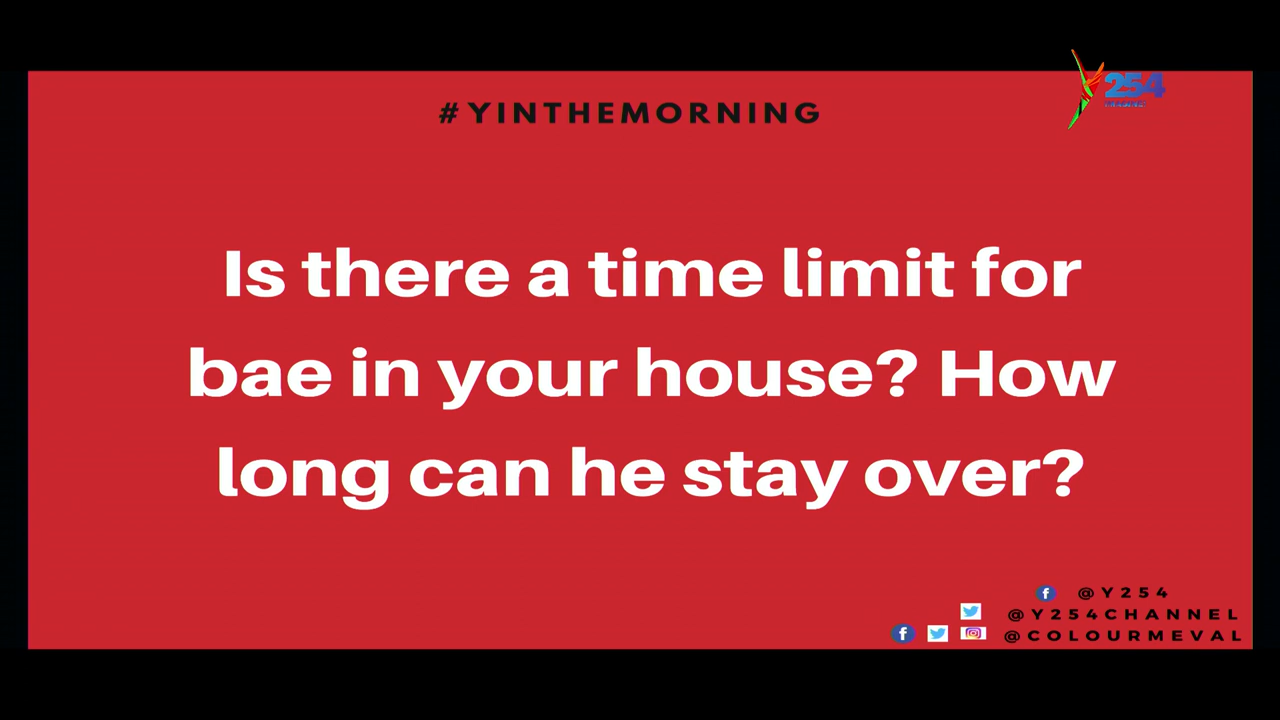 254
#YINTHEMORNING
Is there a time limit for
bae in your house? How
long can he stay over?
@Y254
@Y254CHANNEL
@COLOURMEVAL